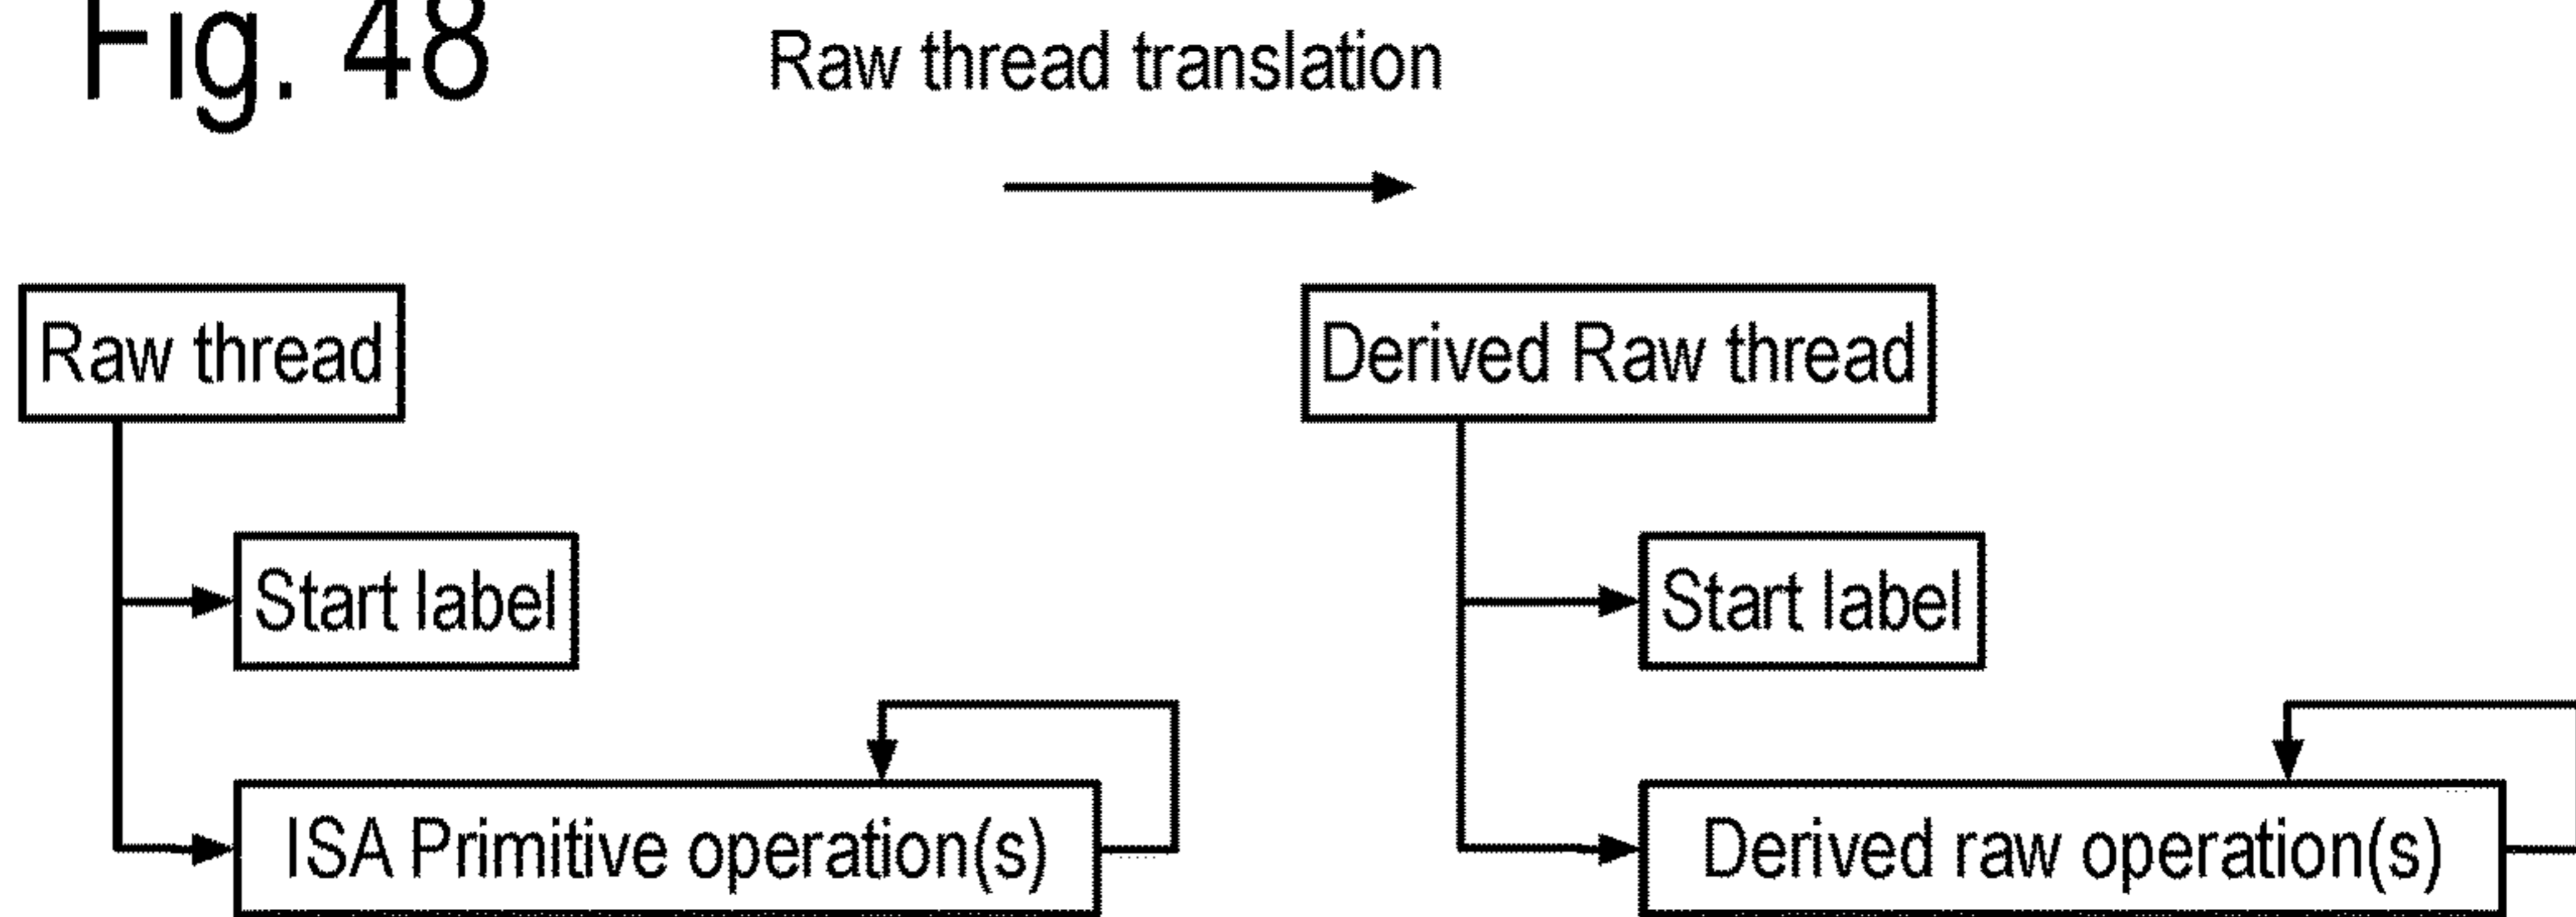 Fig. 48
Raw thread translation
Raw thread
Derived Raw thread
Start label
Start label
ISA Primitive operation(s)
Derived raw operation(s)